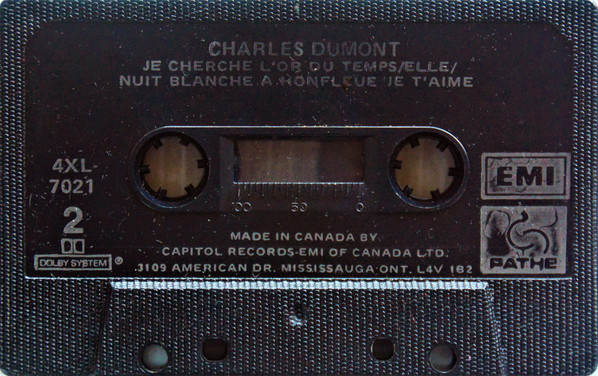 CHARLES DUMONT
JE CHERCHE L'OR DU TEMPS/ELLE/
NUIT BLANCHE A HONFLEUE/JE T'AIME
4XL-
7021
2
DOLBY SYSTEM®
100 50 0
EMI
PATHE
MADE IN CANADA BY
CAPITOL RECORDS-EMI OF CANADA LTD.
3109 AMERICAN DR. MISSISSAUGA·ONT. L4V 1B2